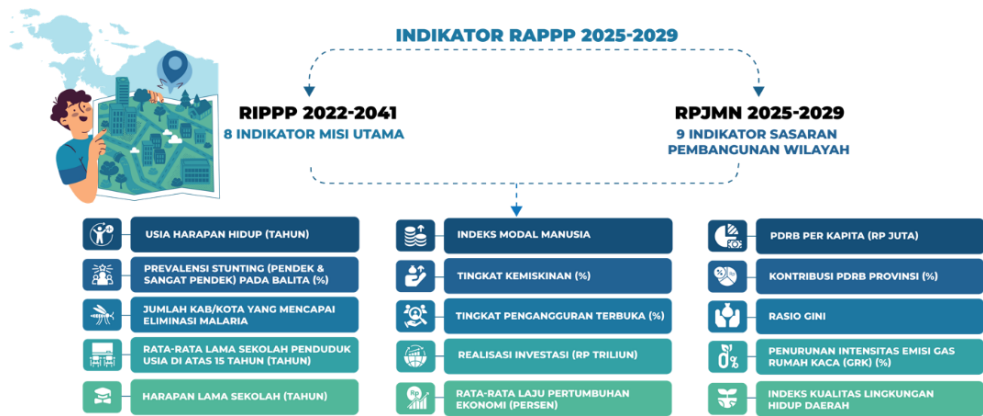 INDIKATOR RAPPP 2025-2029
RIPPP 2022-2041
8 INDIKATOR MISI UTAMA
RPJMN 2025-2029
9 INDIKATOR SASARAN
PEMBANGUNAN WILAYAH
USIA HARAPAN HIDUP (TAHUN)
PREVALENSI STUNTING (PENDEK &
SANGAT PENDEK) PADA BALITA (%)
JUMLAH KAB/KOTA YANG MENCAPAI
ELIMINASI MALARIA
RATA-RATA LAMA SEKOLAH PENDUDUK
USIA DI ATAS 15 TAHUN (TAHUN)
HARAPAN LAMA SEKOLAH (TAHUN)
INDEKS MODAL MANUSIA
TINGKAT KEMISKINAN (%)
TINGKAT PENGANGGURAN TERBUKA (%)
REALISASI INVESTASI (RP TRILIUN)
Rp
RATA-RATA LAJU PERTUMBUHAN
EKONOMI (PERSEN)
PDRB PER KAPITA (RP JUTA)
KONTRIBUSI PDRB PROVINSI (%)
RASIO GINI
0%
PENURUNAN INTENSITAS EMISI GAS
RUMAH KACA (GRK) (%)
INDEKS KUALITAS LINGKUNGAN
HIDUP DAERAH